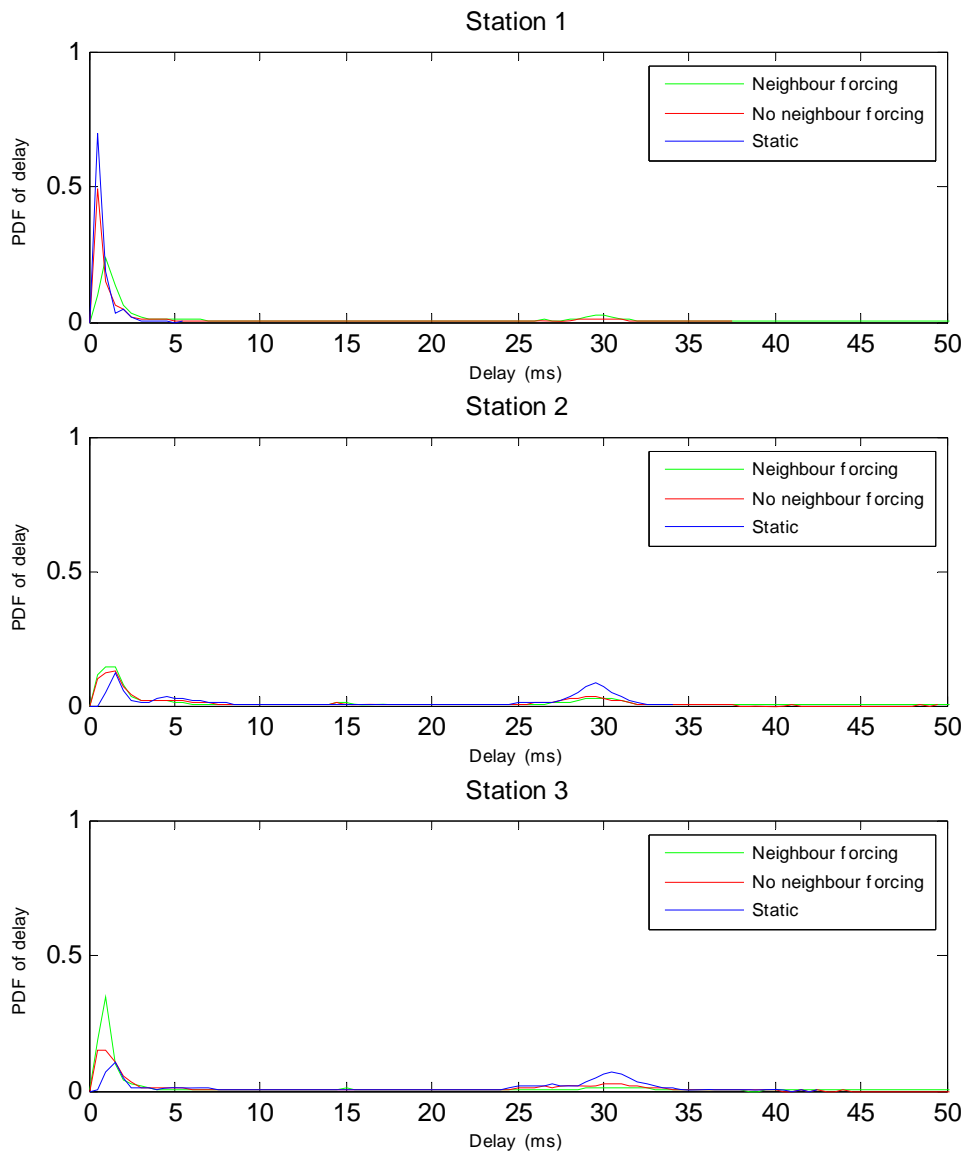 Station 1
PDF of delay
1
0.5
0
Neighbour forcing
No neighbour forcing
Static
0 5 10 15 20 25 30 35 40 45 50
Delay (ms)
Station 2
PDF of delay
1
0.5
0
Neighbour forcing
No neighbour forcing
Static
0 5 10 15 20 25 30 35 40 45 50
Delay (ms)
Station 3
PDF of delay
1
0.5
0
Neighbour forcing
No neighbour forcing
Static
0 5 10 15 20 25 30 35 40 45 50
Delay (ms)